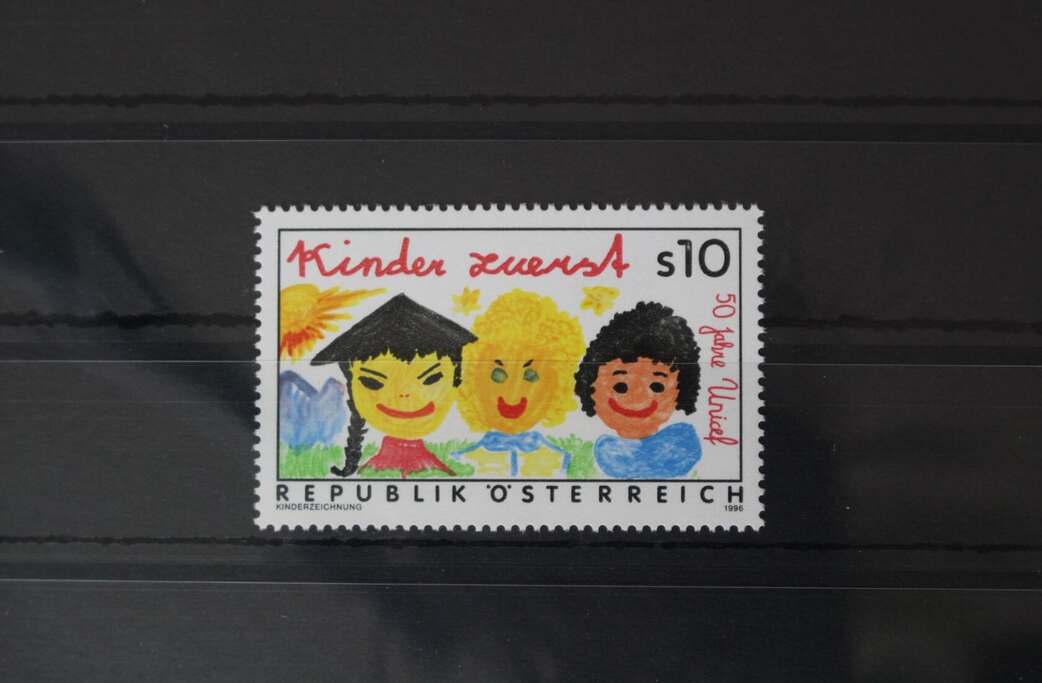 Kinder zuerst s10
50 Jahre Unicef
REPUBLIK ÖSTERREICH
KINDERZEICHNUNG 1996